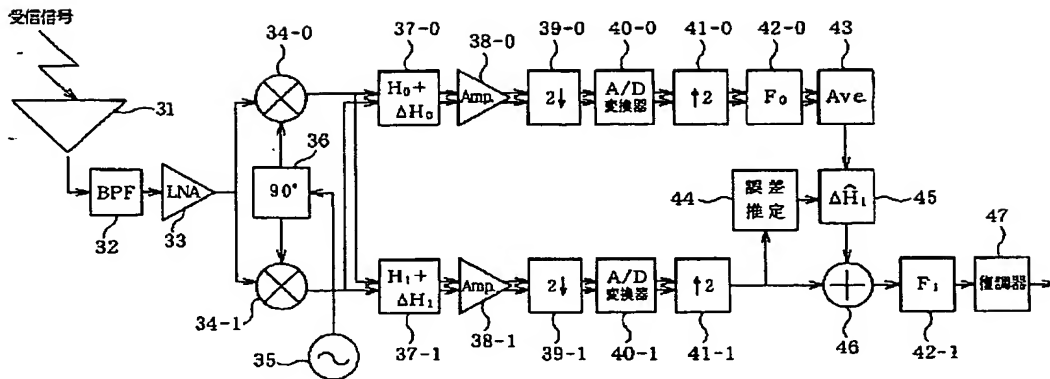 受信信号
31
BPF
32
LNA
33
34-0
34-1
90°
36
35
37-0
H₀+
ΔH₀
38-0
Amp.
39-0
2↓
40-0
A/D
変換器
41-0
↑2
42-0
F₀
43
Ave.
44
誤差
推定
ΔĤ₁
45
H₁+
ΔH₁
37-1
Amp.
38-1
2↓
39-1
A/D
変換器
40-1
↑2
41-1
46
F₁
42-1
47
復調器